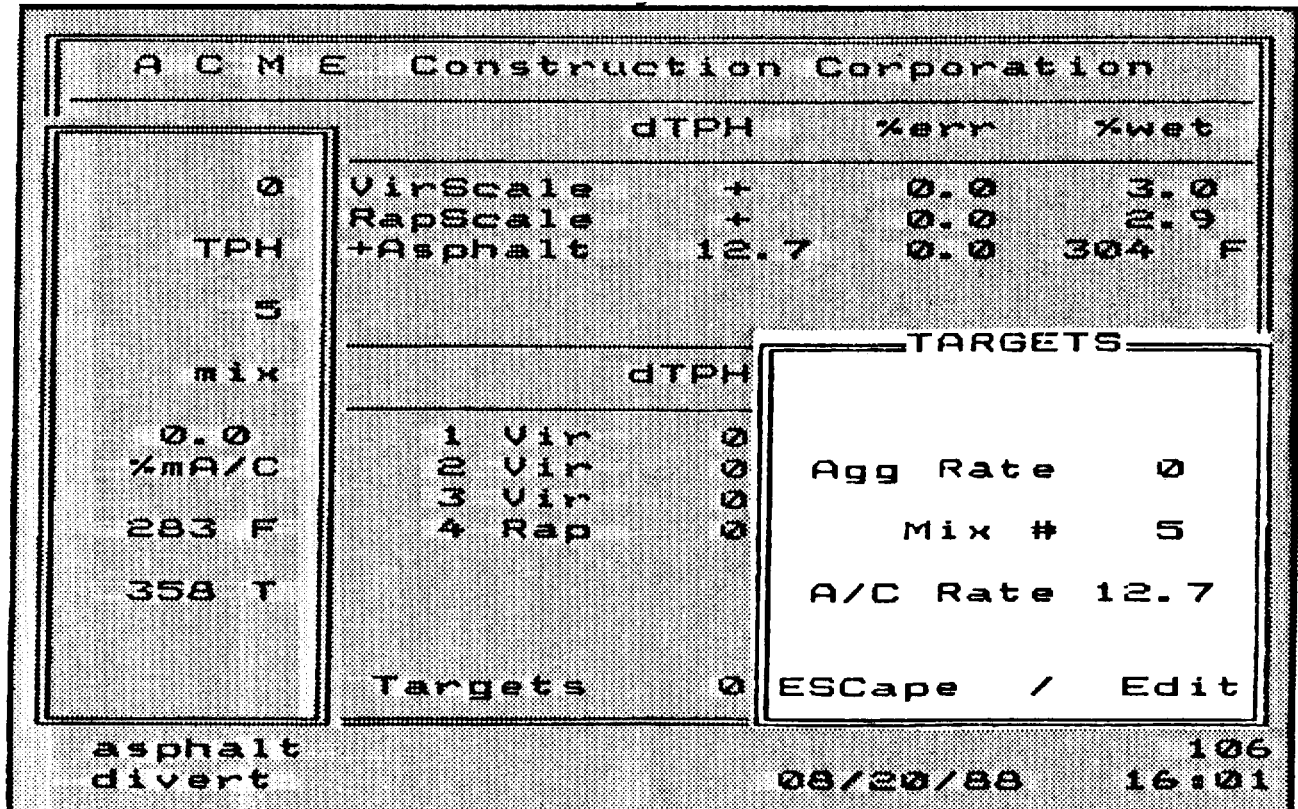 A C M E Construction Corporation
dTPH %err %wet
0 VirScale + 0.0 3.0
RapScale + 0.0 2.9
TPH +Asphalt 12.7 0.0 304 F
5
TARGETS
mix dTPH
0.0 1 Vir 0
%mA/C 2 Vir 0 Agg Rate 0
3 Vir 0
283 F 4 Rap 0 Mix # 5
358 T A/C Rate 12.7
Targets 0 ESCape / Edit
asphalt 106
divert 08/20/88 16:01